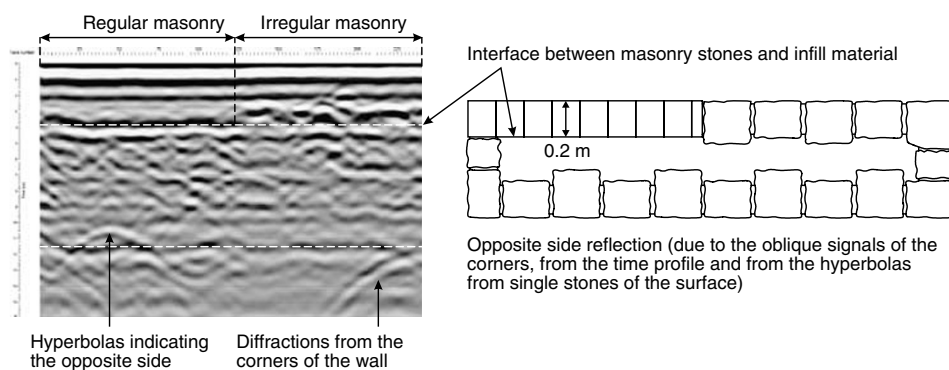 Regular masonry
Irregular masonry
Interface between masonry stones and infill material
0.2 m
Opposite side reflection (due to the oblique signals of the
corners, from the time profile and from the hyperbolas
from single stones of the surface)
Hyperbolas indicating
the opposite side
Diffractions from the
corners of the wall